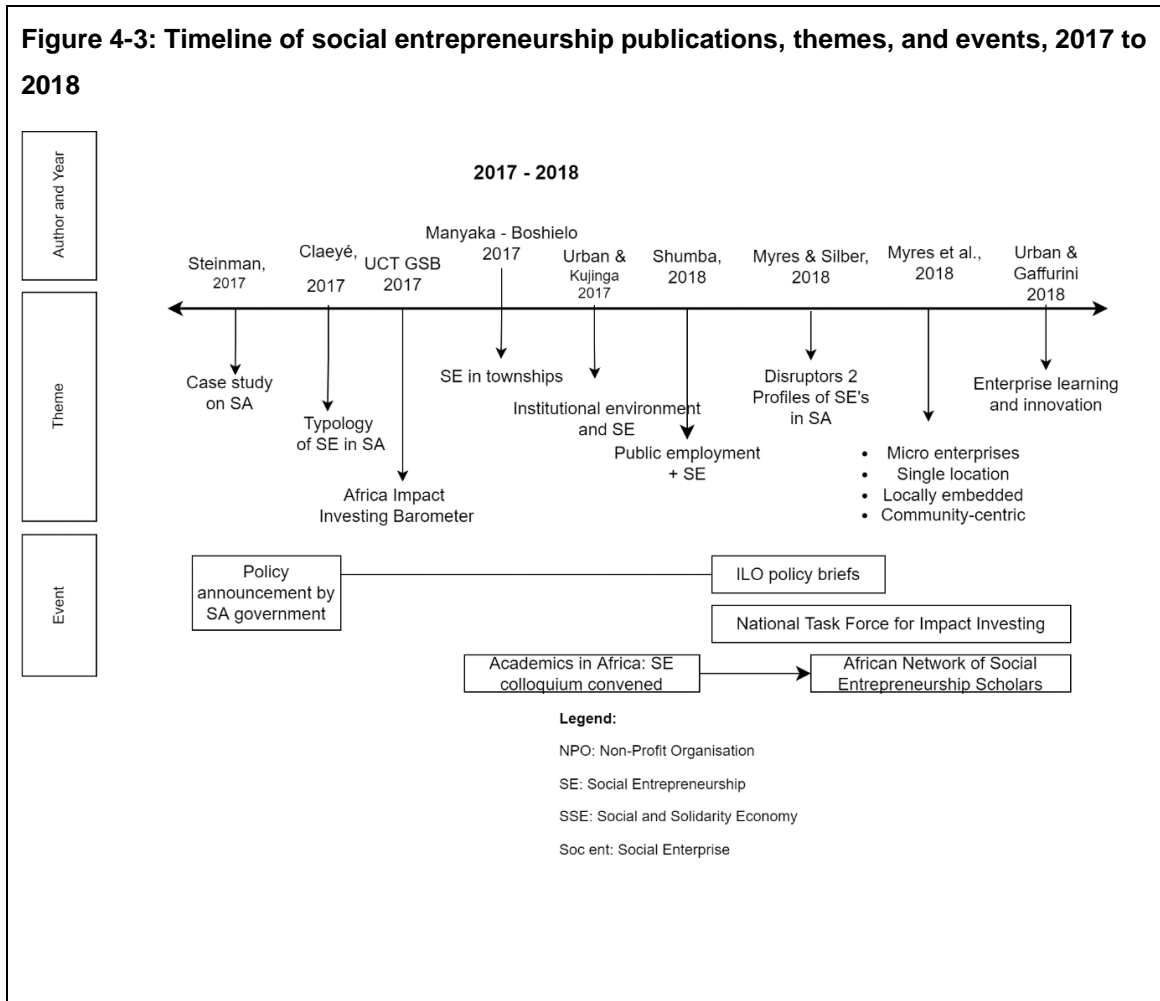 Figure 4-3: Timeline of social entrepreneurship publications, themes, and events, 2017 to
2018
Author and Year
2017 - 2018
Steinman,
2017
Claeyé,
2017
UCT GSB
2017
Manyaka - Boshielo
2017
Urban &
Kujinga
2017
Shumba,
2018
Myres & Silber,
2018
Myres et al.,
2018
Urban &
Gaffurini
2018
Theme
Case study
on SA
Typology
of SE in SA
Africa Impact
Investing Barometer
SE in townships
Institutional environment
and SE
Public employment
+ SE
Disruptors 2
Profiles of SE's
in SA
• Micro enterprises
• Single location
• Locally embedded
• Community-centric
Enterprise learning
and innovation
Event
Policy
announcement by
SA government
ILO policy briefs
National Task Force for Impact Investing
Academics in Africa: SE
colloquium convened
African Network of Social
Entrepreneurship Scholars
Legend:
NPO: Non-Profit Organisation
SE: Social Entrepreneurship
SSE: Social and Solidarity Economy
Soc ent: Social Enterprise